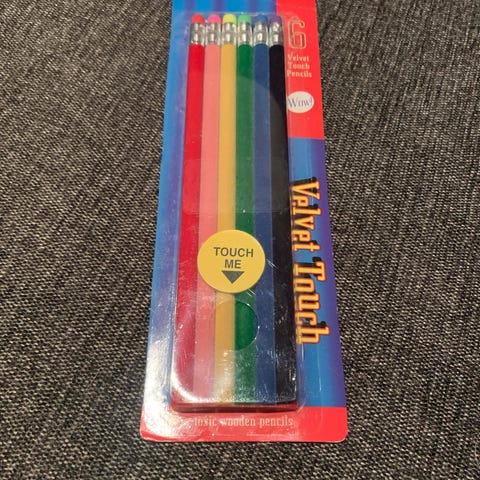 6
Velvet
Touch
Pencils
Wow!
Velvet Touch
TOUCH
ME
toxic wooden pencils